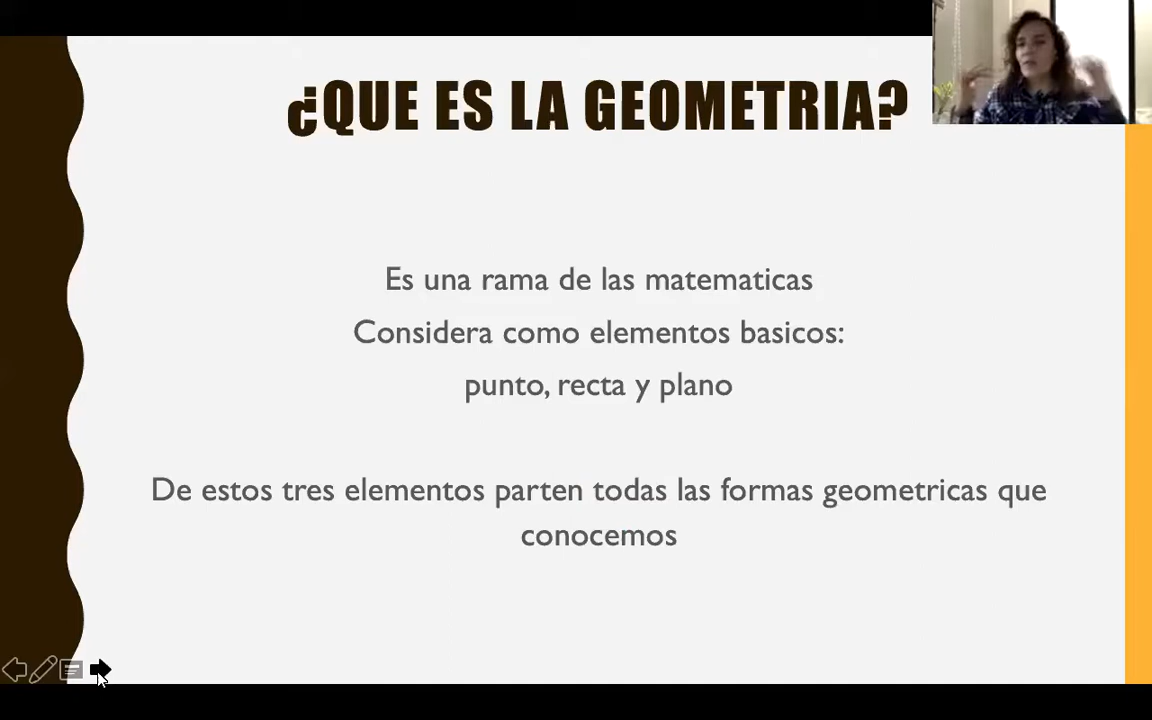 ¿QUE ES LA GEOMETRIA?
Es una rama de las matematicas
Considera como elementos basicos:
punto, recta y plano
De estos tres elementos parten todas las formas geometricas que
conocemos